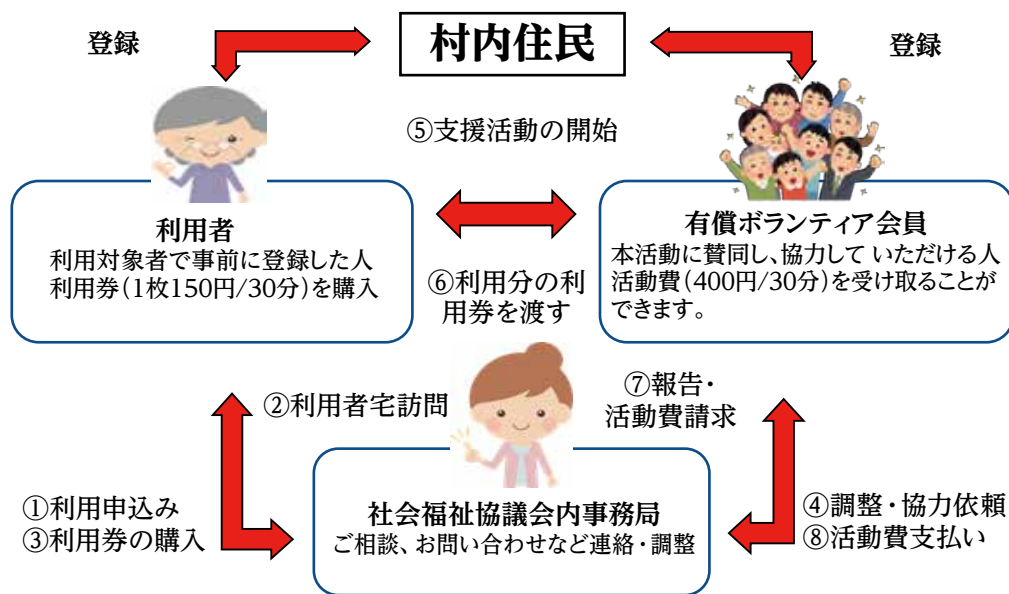 登録
村内住民
登録
⑤支援活動の開始
利用者
利用対象者で事前に登録した人
利用券(1枚150円/30分)を購入
有償ボランティア会員
本活動に賛同し、協力して いただける人
活動費(400円/30分)を受け取ることが
できます。
⑥利用分の利
用券を渡す
②利用者宅訪問
⑦報告・
活動費請求
①利用申込み
③利用券の購入
社会福祉協議会内事務局
ご相談、お問い合わせなど連絡・調整
④調整・協力依頼
⑧活動費支払い